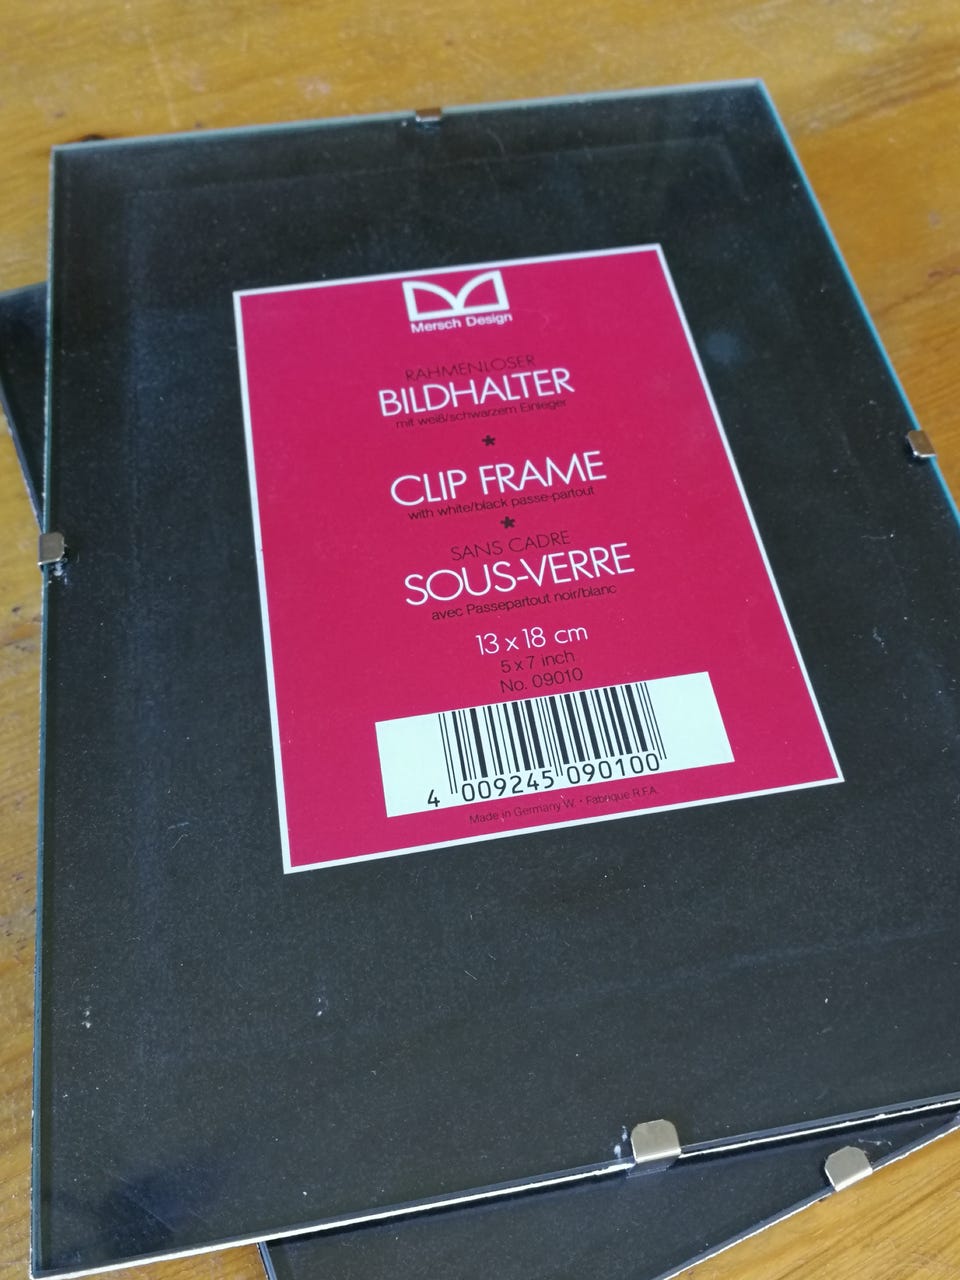 Mersch Design
RAHMENLOSER
BILDHALTER
mit weiß/schwarzem Einleger
*
CLIP FRAME
with white/black passe-partout
*
SANS CADRE
SOUS-VERRE
avec Passepartout noir/blanc
13 x 18 cm
5 x 7 inch
No. 09010
4 009245 090100
Made in Germany W. • Fabrique R.F.A.